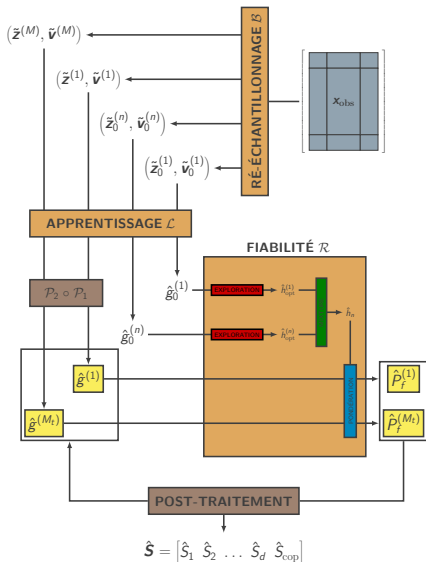 (z̃^(M), ṽ^(M))
(z̃^(1), ṽ^(1))
(z̃_0^(n), ṽ_0^(n))
(z̃_0^(1), ṽ_0^(1))
RÉ-ÉCHANTILLONNAGE ℬ
x_obs
APPRENTISSAGE ℒ
FIABILITÉ ℛ
𝒫_2 ∘ 𝒫_1
ĝ_0^(1)
EXPLORATION
ĥ_opt^(1)
ĥ_a
ĝ_0^(n)
EXPLORATION
ĥ_opt^(n)
ĝ^(1)
P̂_f^(1)
ĝ^(M_t)
P̂_f^(M_t)
POST-TRAITEMENT
Ŝ = [Ŝ_1 Ŝ_2 ... Ŝ_d Ŝ_cop]